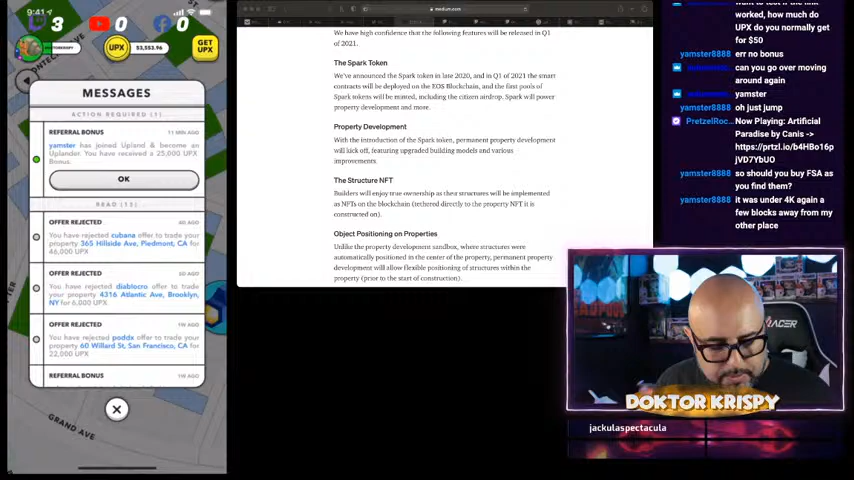 9:41
3
0
0
UPX
53,553.96
GET
UPX
MESSAGES
ACTION REQUIRED (1)
REFERRAL BONUS
11 MIN AGO
yamster has joined Upland & become an
Uplander. You have received a 25,000 UPX
Bonus.
OK
READ (13)
OFFER REJECTED
You have rejected cubana offer to trade your
property 365 Hillside Ave, Piedmont, CA for
46,000 UPX
OFFER REJECTED
You have rejected diablocro offer to trade
your property 4316 Atlantic Ave, Brooklyn,
NY for 6,000 UPX
OFFER REJECTED
1W AGO
You have rejected poddx offer to trade your
property 60 Willard St, San Francisco, CA for
22,000 UPX
REFERRAL BONUS
1W AGO
GRAND AVE
medium.com
We have high confidence that the following features will be released in Q1
of 2021.
The Spark Token
We've announced the Spark token in late 2020, and in Q1 of 2021 the smart
contracts will be deployed on the EOS Blockchain, and the first pools of
Spark tokens will be minted, including the citizen airdrop. Spark will power
property development and more.
Property Development
With the introduction of the Spark token, permanent property development
will kick off, featuring upgraded building models and various
improvements.
The Structure NFT
Builders will enjoy true ownership as their structures will be implemented
as NFTs on the blockchain (tethered directly to the property NFT it is
constructed on).
Object Positioning on Properties
Unlike the property development sandbox, where structures were
automatically positioned in the center of the property, permanent property
development will allow flexible positioning of structures within the
property (prior to the start of construction).
worked, how much do
UPX do you normally get
for $50
yamster8888 err no bonus
can you go over moving
around again
yamster
yamster8888 oh just jump
PretzelRoc... Now Playing: Artificial
Paradise by Canis ->
https://prtzl.io/b4HBo16p
jVD7YbUO
yamster8888 so should you buy FSA as
you find them?
yamster8888 it was under 4K again a
few blocks away from my
other place
ACER
DOKTOR KRISPY
jackulaspectacula